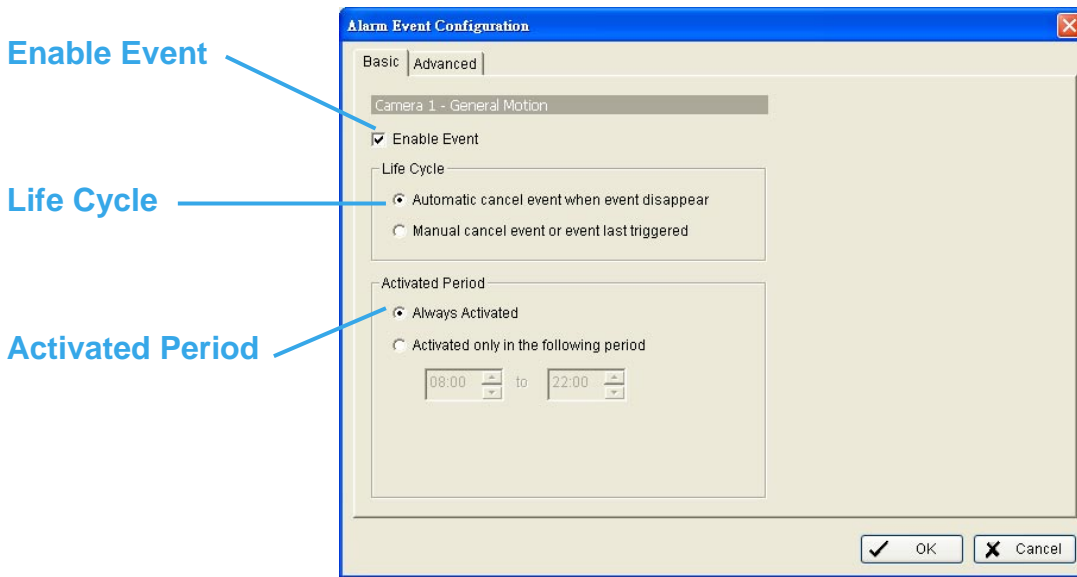 Alarm Event Configuration
Enable Event
Basic Advanced
Camera 1 - General Motion
Enable Event
Life Cycle
Life Cycle
Automatic cancel event when event disappear
Manual cancel event or event last triggered
Activated Period
Always Activated
Activated Period
Activated only in the following period
08:00 to 22:00
OK Cancel